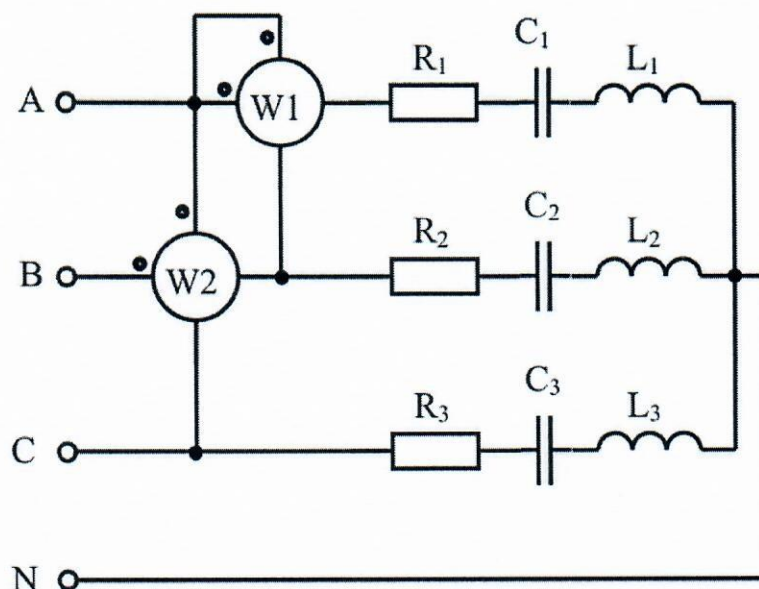 C₁
R₁ L₁
A W1
C₂
R₂ L₂
B W2
C₃
R₃ L₃
C
N